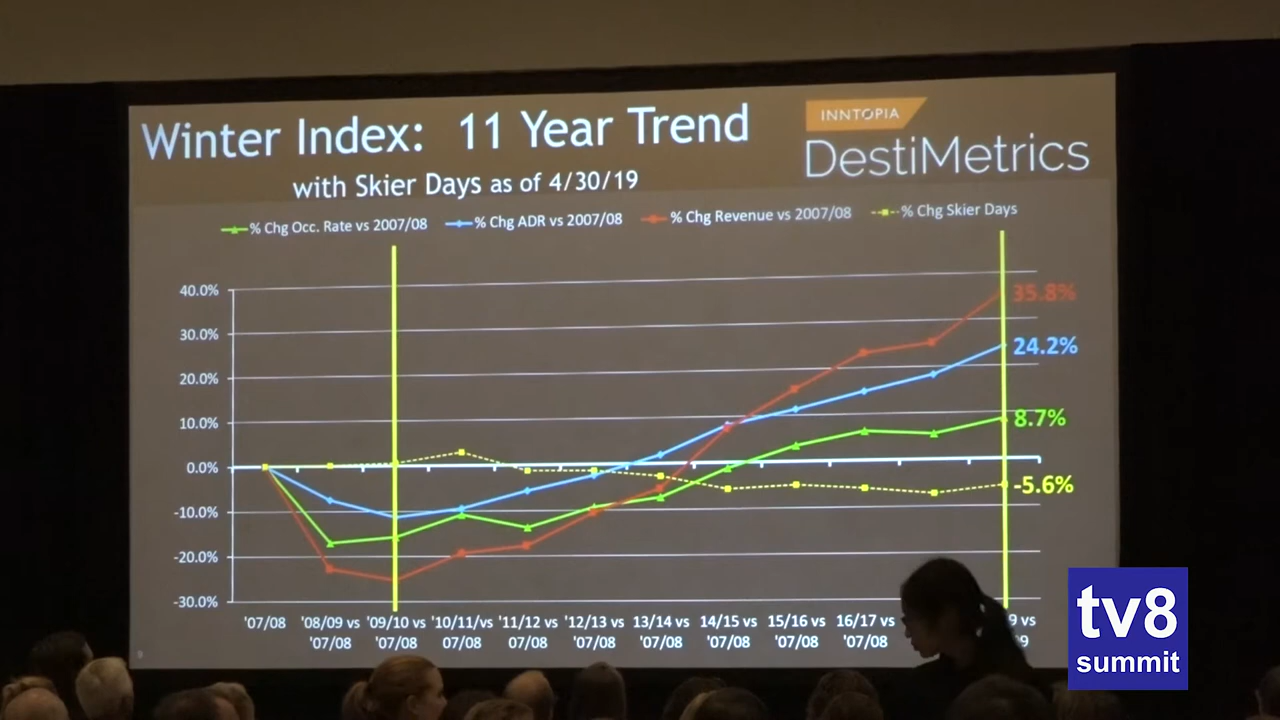 Winter Index: 11 Year Trend
with Skier Days as of 4/30/19
INNTOPIA
DestiMetrics
% Chg Occ. Rate vs 2007/08
% Chg ADR vs 2007/08
% Chg Revenue vs 2007/08
% Chg Skier Days
40.0%
30.0%
20.0%
10.0%
0.0%
-10.0%
-20.0%
-30.0%
35.8%
24.2%
8.7%
-5.6%
'07/08
'08/09 vs
'07/08
'09/10 vs
'07/08
'10/11/vs
'07/08
'11/12 vs
'07/08
'12/13 vs
'07/08
13/14 vs
'07/08
14/15 vs
'07/08
15/16 vs
'07/08
16/17 vs
'07/08
9 vs
tv8
summit